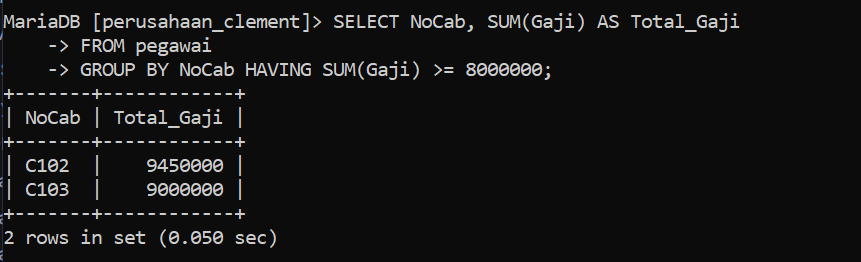 MariaDB [perusahaan_clement]> SELECT NoCab, SUM(Gaji) AS Total_Gaji
    -> FROM pegawai
    -> GROUP BY NoCab HAVING SUM(Gaji) >= 8000000;
+-------+------------+
| NoCab | Total_Gaji |
+-------+------------+
| C102  |    9450000 |
| C103  |    9000000 |
+-------+------------+
2 rows in set (0.050 sec)